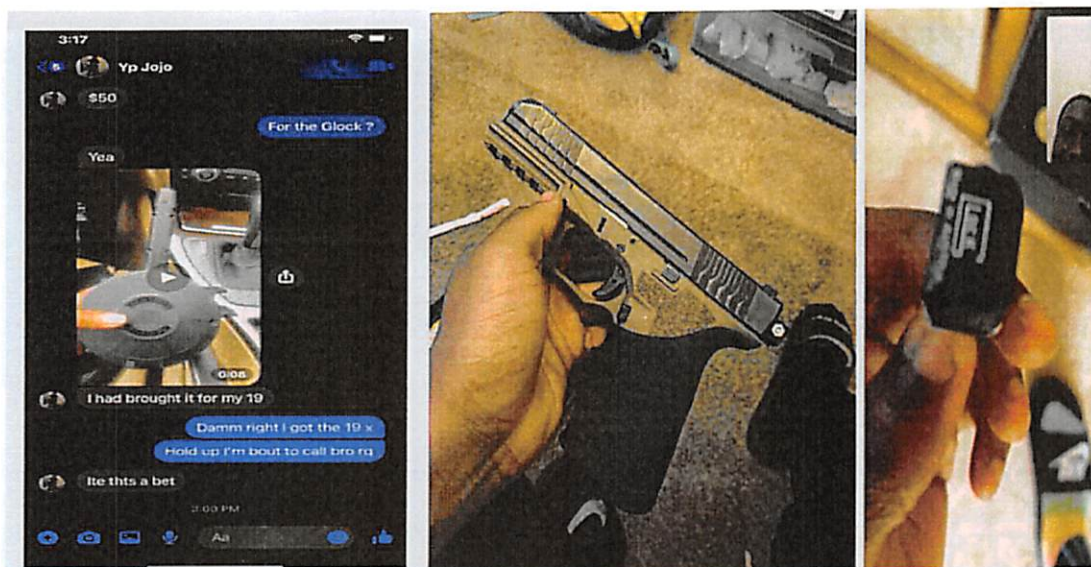 3:17
Yp Jojo
$50
For the Glock ?
Yea
0:08
I had brought it for my 19
Damm right I got the 19 x
Hold up I'm bout to call bro rq
Ite thts a bet
3:00 PM
Aa